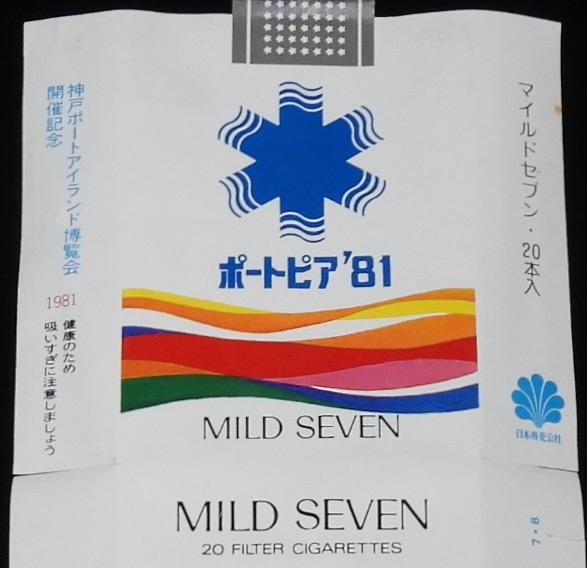 神戸ポートアイランド博覧会
開催記念
1981
健康のため
吸いすぎに注意しましょう
ポートピア'81
MILD SEVEN
MILD SEVEN
20 FILTER CIGARETTES
マイルドセブン・20本入
日本専売公社
7・8